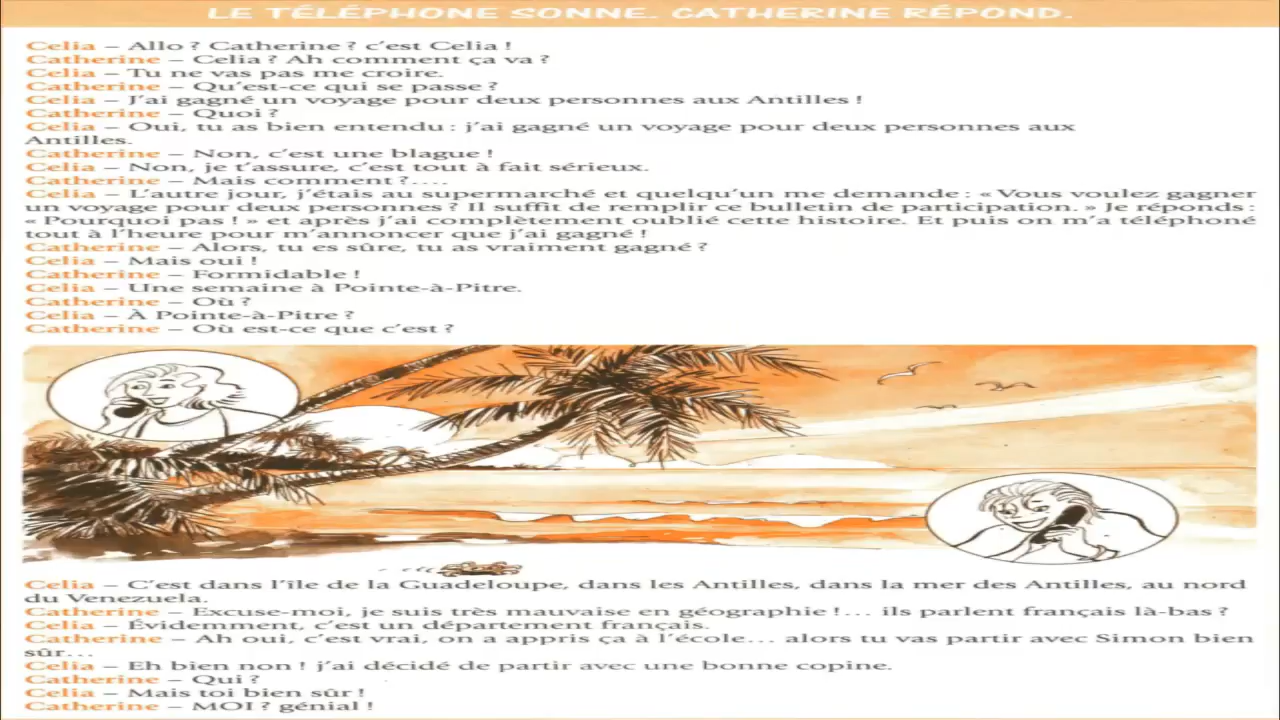 LE TÉLÉPHONE SONNE. CATHERINE RÉPOND.
Celia – Allo ? Catherine ? c'est Celia !
Catherine – Celia ? Ah comment ça va ?
Celia – Tu ne vas pas me croire.
Catherine – Qu'est-ce qui se passe ?
Celia – J'ai gagné un voyage pour deux personnes aux Antilles !
Catherine – Quoi ?
Celia – Oui, tu as bien entendu : j'ai gagné un voyage pour deux personnes aux
Antilles.
Catherine – Non, c'est une blague !
Celia – Non, je t'assure, c'est tout à fait sérieux.
Catherine – Mais comment ?....
Celia – L'autre jour, j'étais au supermarché et quelqu'un me demande : « Vous voulez gagner
un voyage pour deux personnes ? Il suffit de remplir ce bulletin de participation. » Je réponds :
« Pourquoi pas ! » et après j'ai complètement oublié cette histoire. Et puis on m'a téléphoné
tout à l'heure pour m'annoncer que j'ai gagné !
Catherine – Alors, tu es sûre, tu as vraiment gagné ?
Celia – Mais oui !
Catherine – Formidable !
Celia – Une semaine à Pointe-à-Pitre.
Catherine – Où ?
Celia – À Pointe-à-Pitre ?
Catherine – Où est-ce que c'est ?
Celia – C'est dans l'île de la Guadeloupe, dans les Antilles, dans la mer des Antilles, au nord
du Venezuela.
Catherine – Excuse-moi, je suis très mauvaise en géographie !... ils parlent français là-bas ?
Celia – Évidemment, c'est un département français.
Catherine – Ah oui, c'est vrai, on a appris ça à l'école... alors tu vas partir avec Simon bien
sûr...
Celia – Eh bien non ! j'ai décidé de partir avec une bonne copine.
Catherine – Qui ?
Celia – Mais toi bien sûr !
Catherine – MOI ? génial !